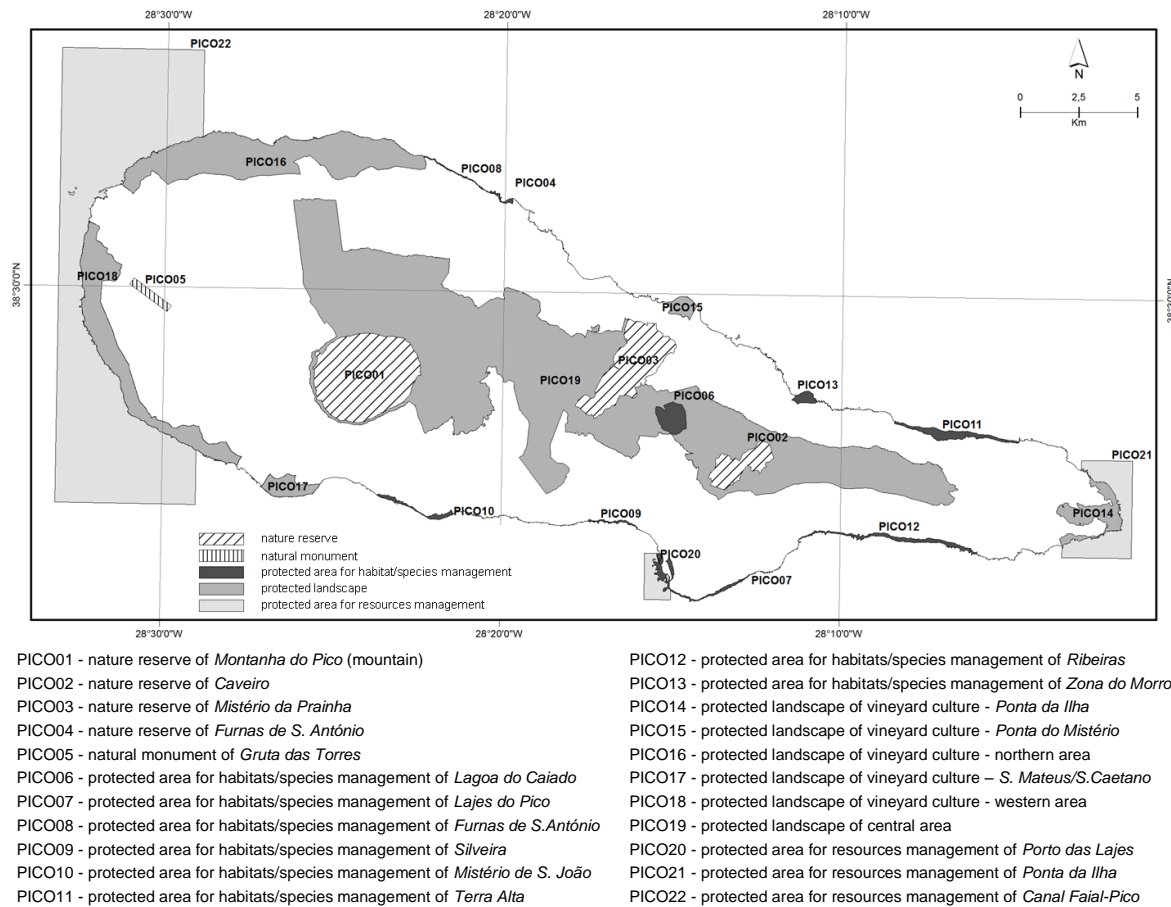 28°30'0"W 28°20'0"W 28°10'0"W
PICO22
N
0 2,5 5
Km
PICO16
PICO08
PICO04
38°30'0"N
PICO18
PICO05
38°30'0"N
PICO15
PICO03
PICO01
PICO19
PICO13
PICO06
PICO11
PICO02
PICO21
PICO17
PICO10
PICO09
PICO14
PICO12
PICO20
PICO07
nature reserve
natural monument
protected area for habitat/species management
protected landscape
protected area for resources management
28°30'0"W 28°20'0"W 28°10'0"W
PICO01 - nature reserve of Montanha do Pico (mountain)
PICO02 - nature reserve of Caveiro
PICO03 - nature reserve of Mistério da Prainha
PICO04 - nature reserve of Furnas de S. António
PICO05 - natural monument of Gruta das Torres
PICO06 - protected area for habitats/species management of Lagoa do Caiado
PICO07 - protected area for habitats/species management of Lajes do Pico
PICO08 - protected area for habitats/species management of Furnas de S.António
PICO09 - protected area for habitats/species management of Silveira
PICO10 - protected area for habitats/species management of Mistério de S. João
PICO11 - protected area for habitats/species management of Terra Alta
PICO12 - protected area for habitats/species management of Ribeiras
PICO13 - protected area for habitats/species management of Zona do Morro
PICO14 - protected landscape of vineyard culture - Ponta da Ilha
PICO15 - protected landscape of vineyard culture - Ponta do Mistério
PICO16 - protected landscape of vineyard culture - northern area
PICO17 - protected landscape of vineyard culture – S. Mateus/S.Caetano
PICO18 - protected landscape of vineyard culture - western area
PICO19 - protected landscape of central area
PICO20 - protected area for resources management of Porto das Lajes
PICO21 - protected area for resources management of Ponta da Ilha
PICO22 - protected area for resources management of Canal Faial-Pico